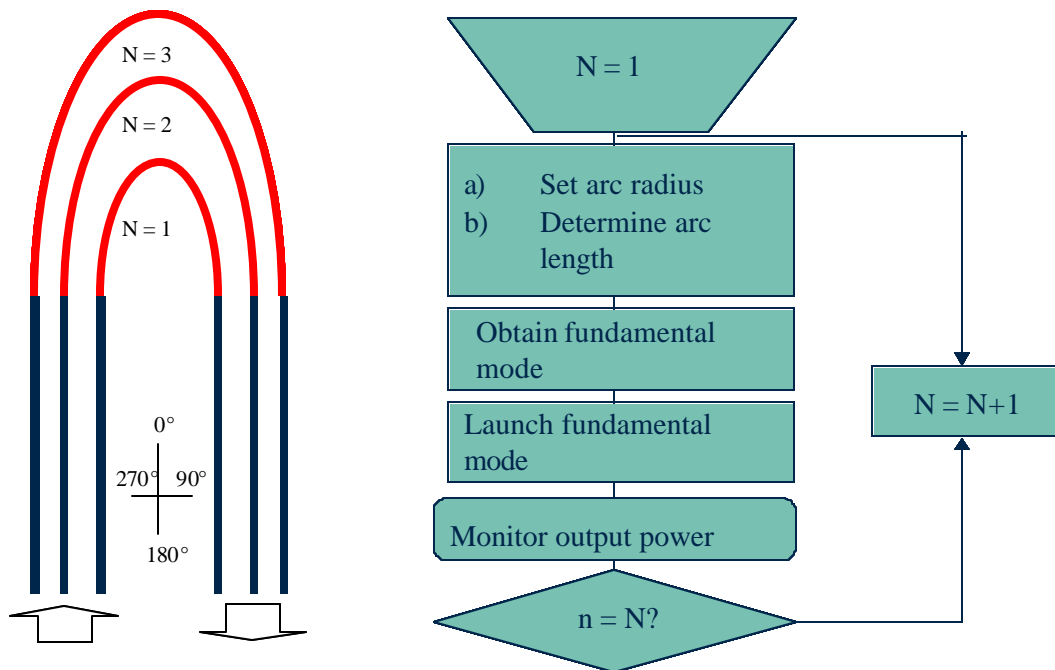 N = 3
N = 2
N = 1
0°
270° 90°
180°
N = 1
a) Set arc radius
b) Determine arc
length
Obtain fundamental
mode
Launch fundamental
mode
Monitor output power
n = N?
N = N+1